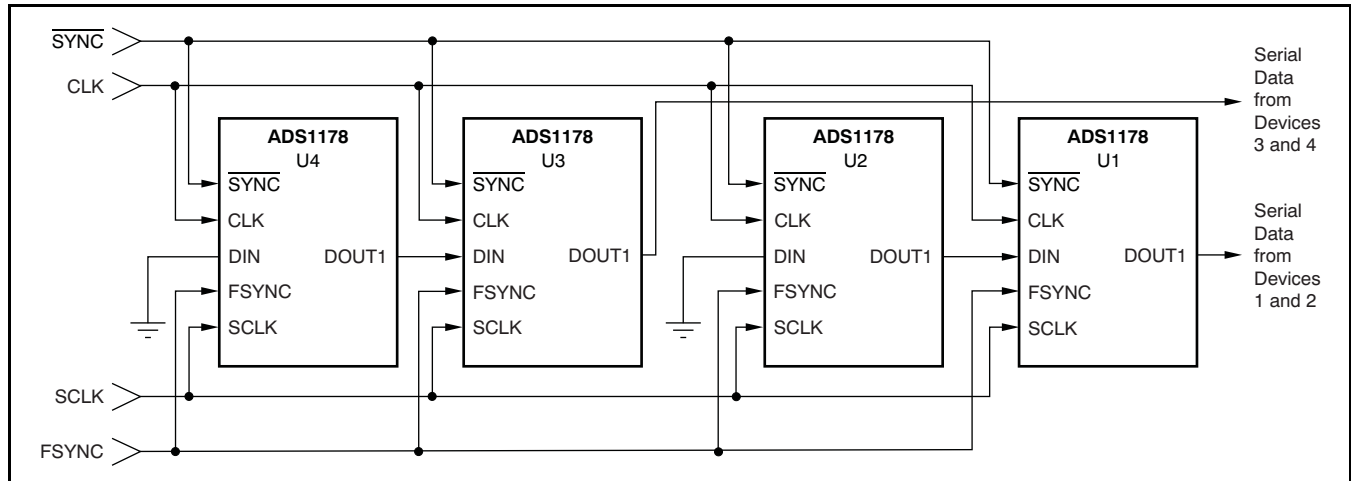 SYNC
CLK
Serial
Data
from
Devices
3 and 4
ADS1178
U4
SYNC
CLK
DIN
DOUT1
FSYNC
SCLK
ADS1178
U3
SYNC
CLK
DIN
DOUT1
FSYNC
SCLK
ADS1178
U2
SYNC
CLK
DIN
DOUT1
FSYNC
SCLK
ADS1178
U1
SYNC
CLK
DIN
DOUT1
FSYNC
SCLK
Serial
Data
from
Devices
1 and 2
SCLK
FSYNC